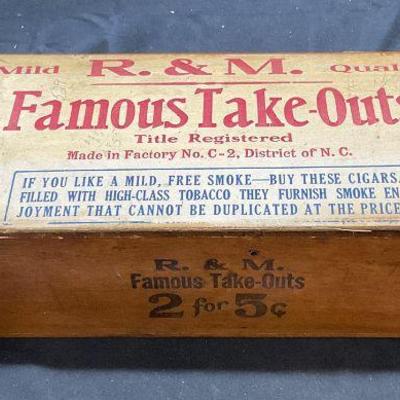 Mild R. & M. Qual
Famous Take-Outs
Title Registered
Made in Factory No. C-2, District of N. C.
IF YOU LIKE A MILD, FREE SMOKE—BUY THESE CIGARS.
FILLED WITH HIGH-CLASS TOBACCO THEY FURNISH SMOKE EN-
JOYMENT THAT CANNOT BE DUPLICATED AT THE PRICE
R. & M.
Famous Take-Outs
2 for 5¢